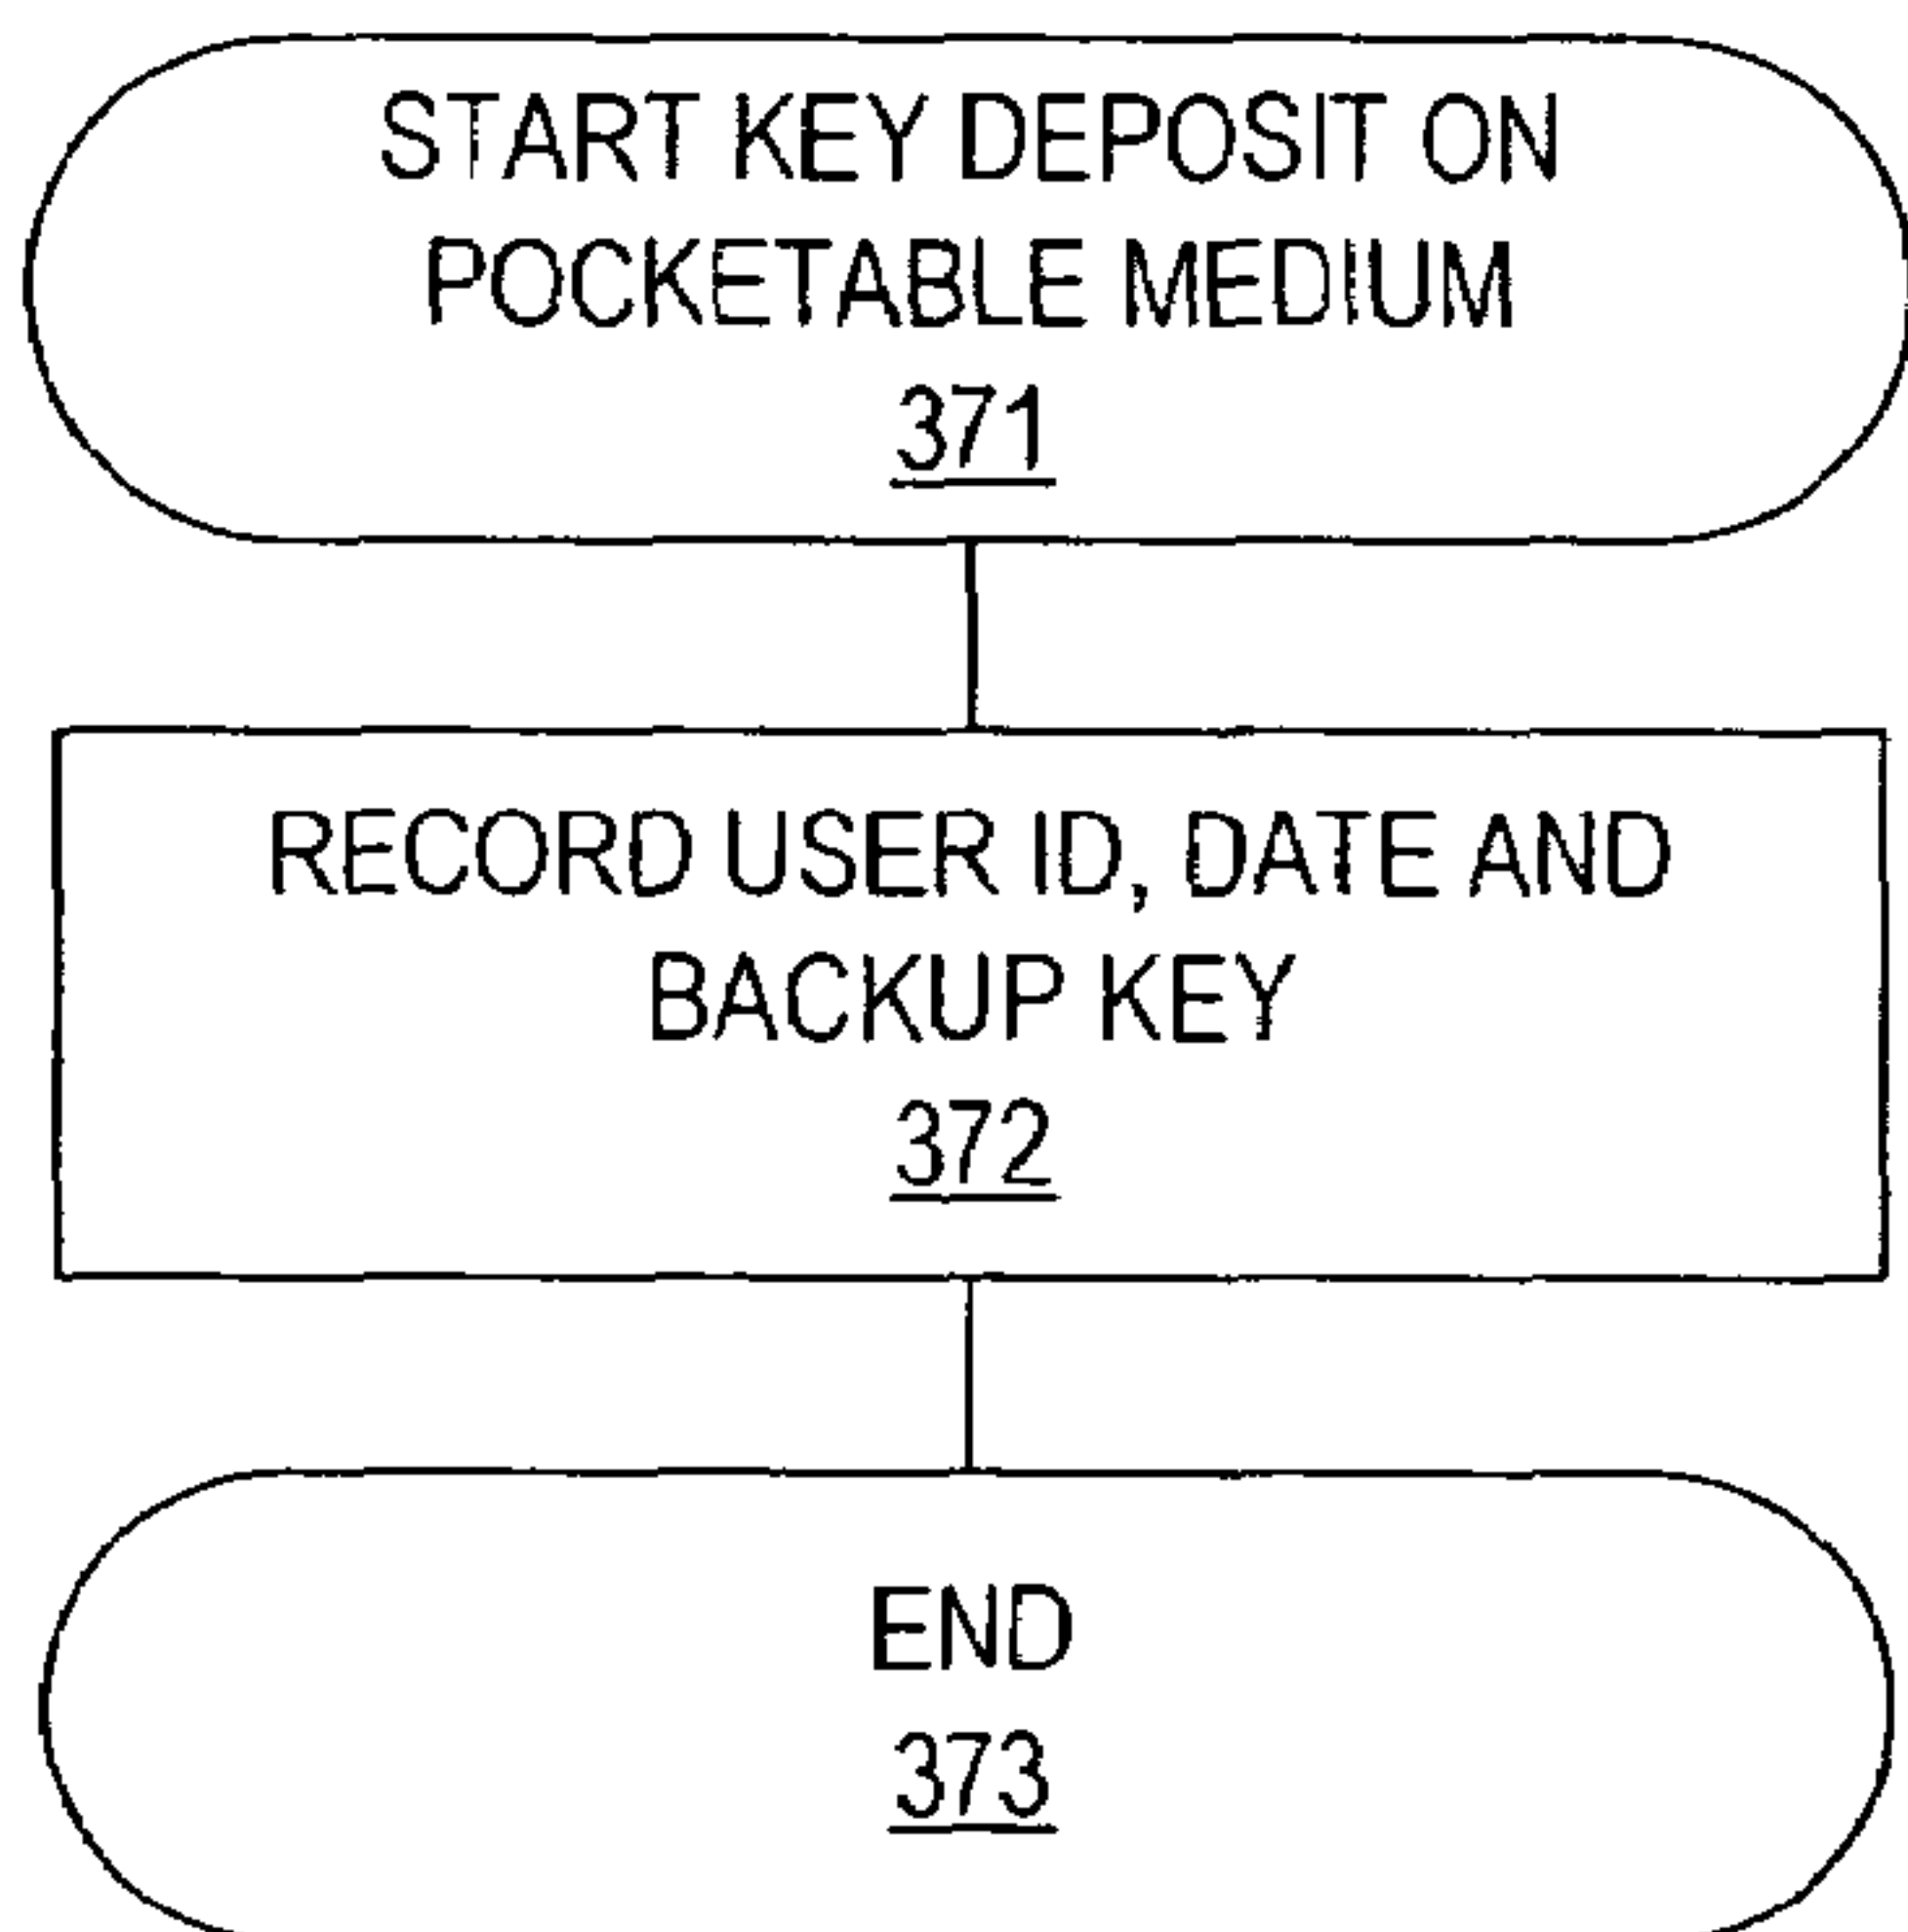 START KEY DEPOSIT ON
POCKETABLE MEDIUM
371
RECORD USER ID, DATE AND
BACKUP KEY
372
END
373